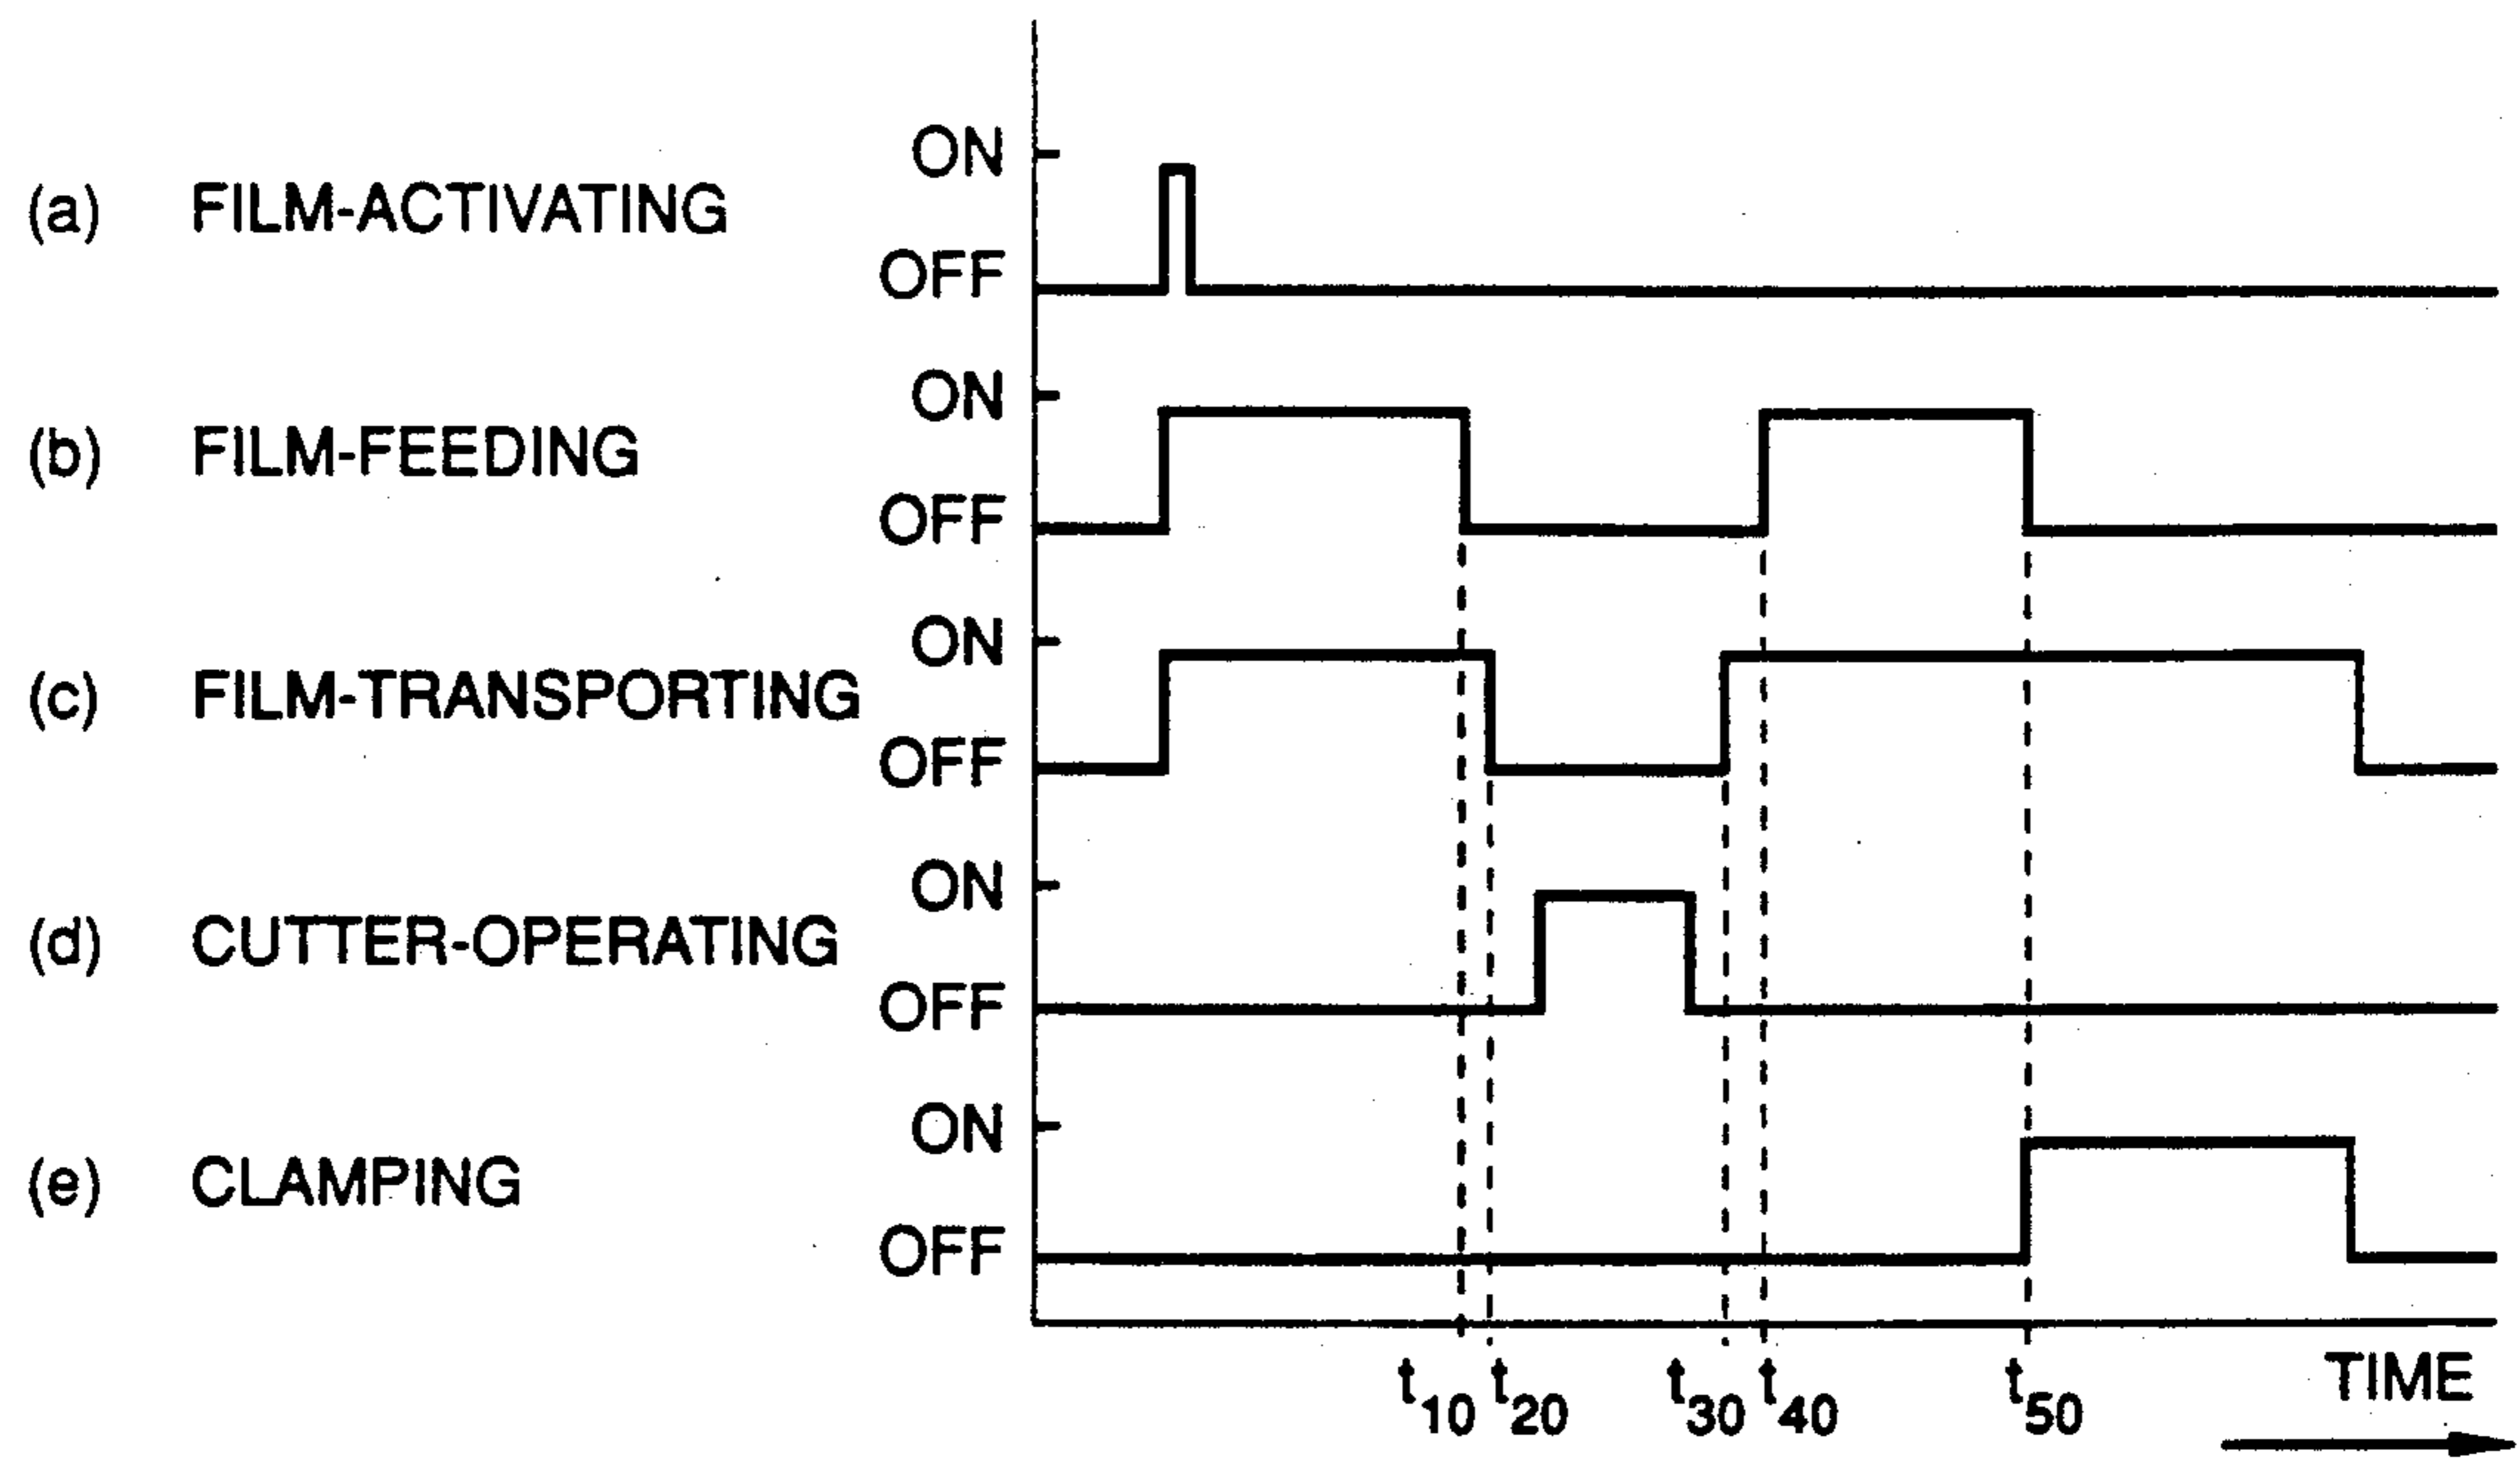 ON
(a) FILM-ACTIVATING
OFF
ON
(b) FILM-FEEDING
OFF
ON
(c) FILM-TRANSPORTING
OFF
ON
(d) CUTTER-OPERATING
OFF
ON
(e) CLAMPING
OFF
t10 t20 t30 t40 t50 TIME